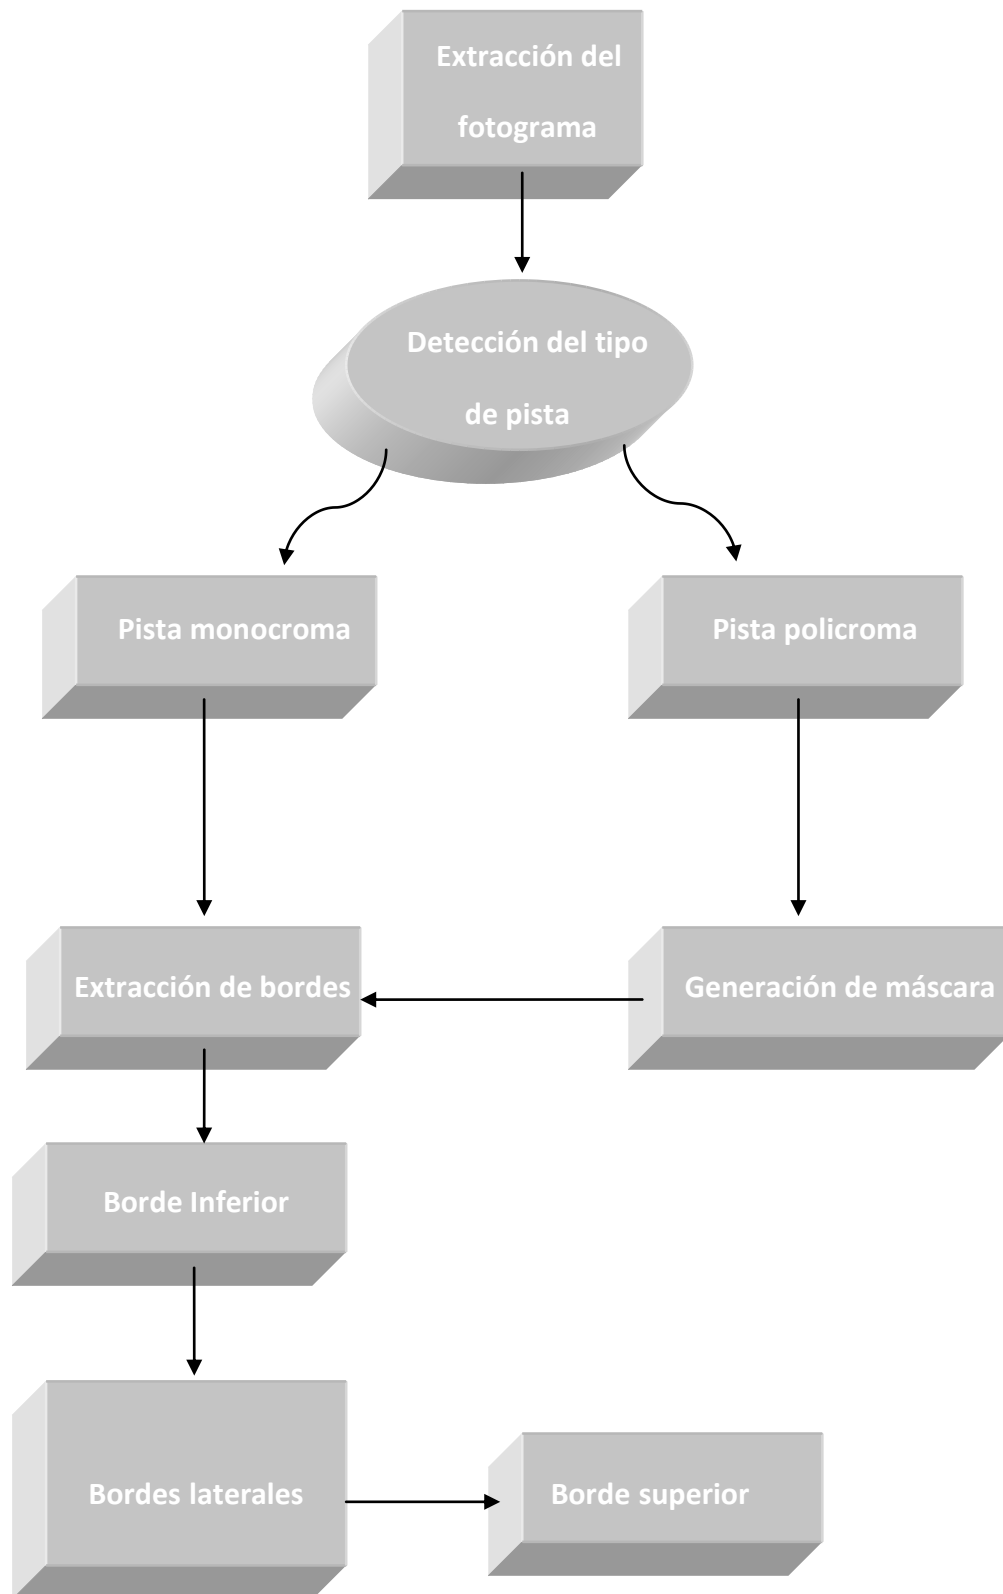 Extracción del
fotograma
Detección del tipo
de pista
Pista monocroma
Pista policroma
Extracción de bordes
Generación de máscara
Borde Inferior
Bordes laterales
Borde superior